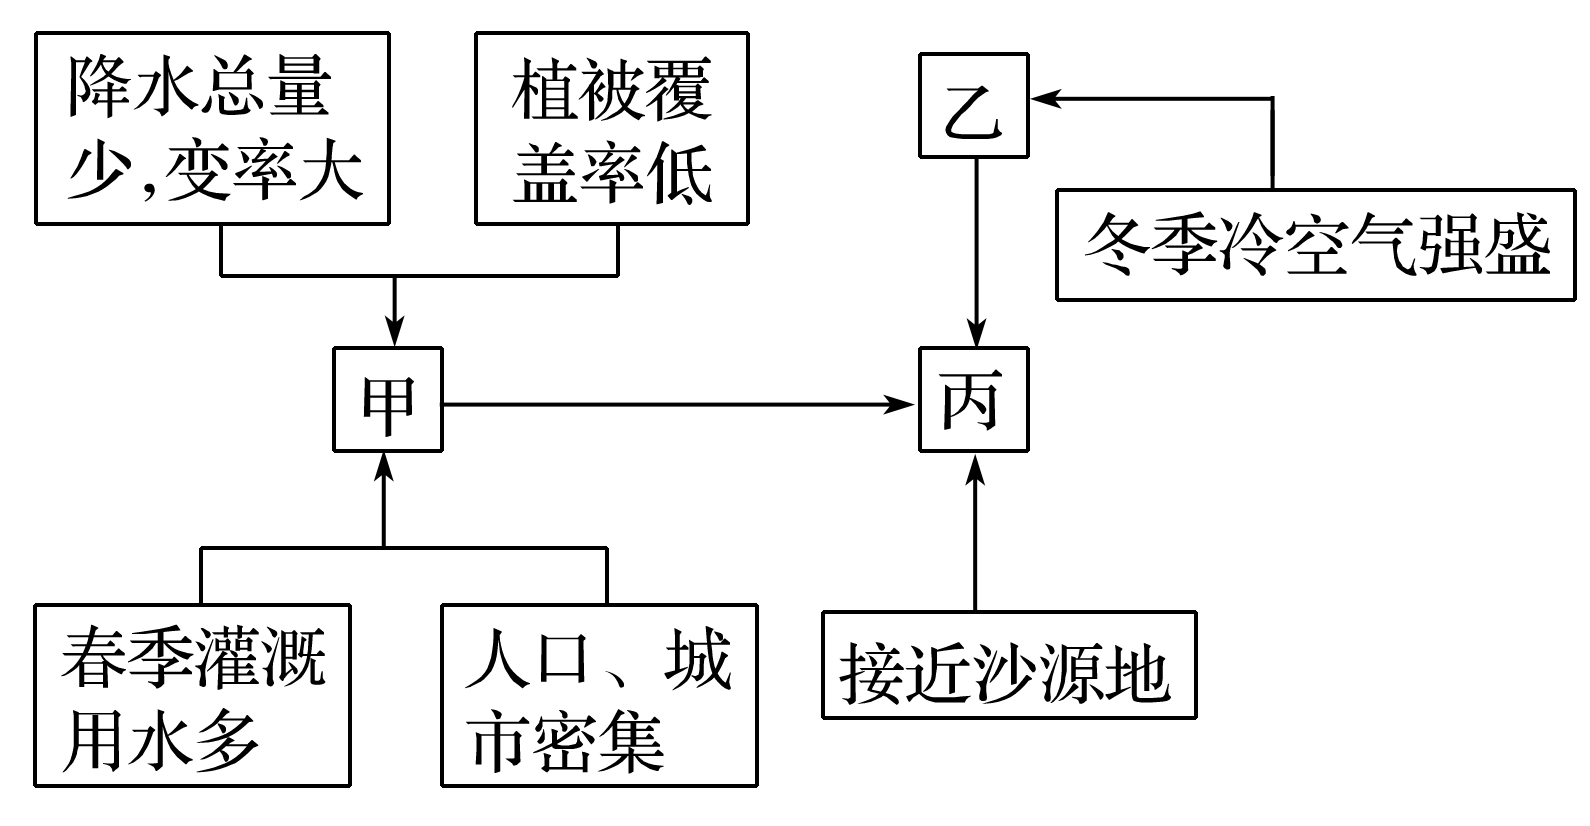 降水总量
少,变率大
植被覆
盖率低
乙
冬季冷空气强盛
甲
丙
春季灌溉
用水多
人口、城
市密集
接近沙源地